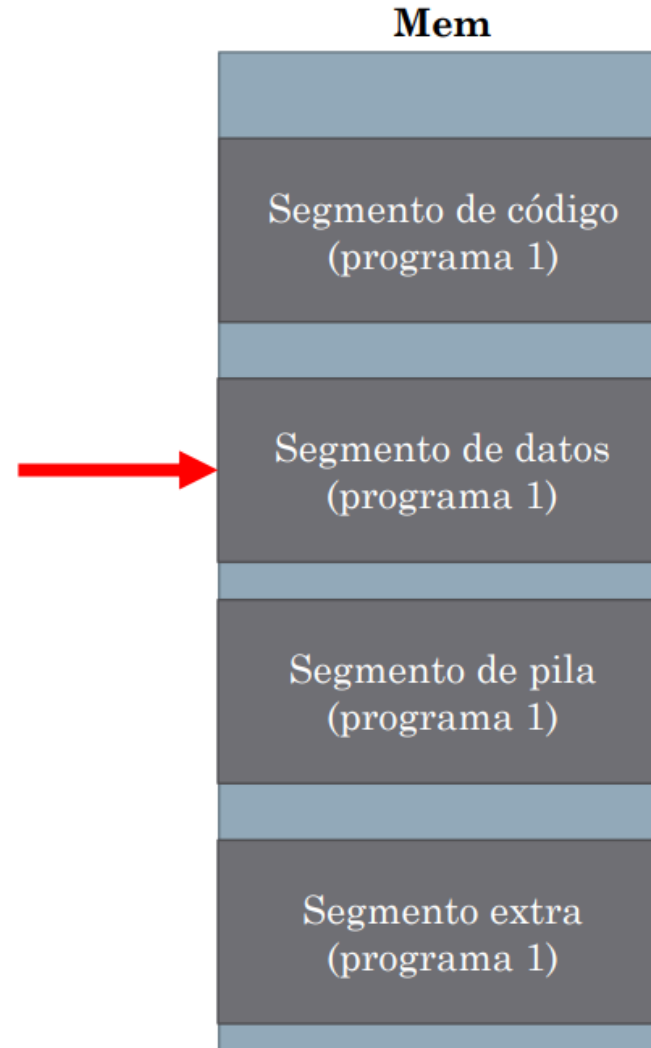 Mem
Segmento de código
(programa 1)
Segmento de datos
(programa 1)
Segmento de pila
(programa 1)
Segmento extra
(programa 1)